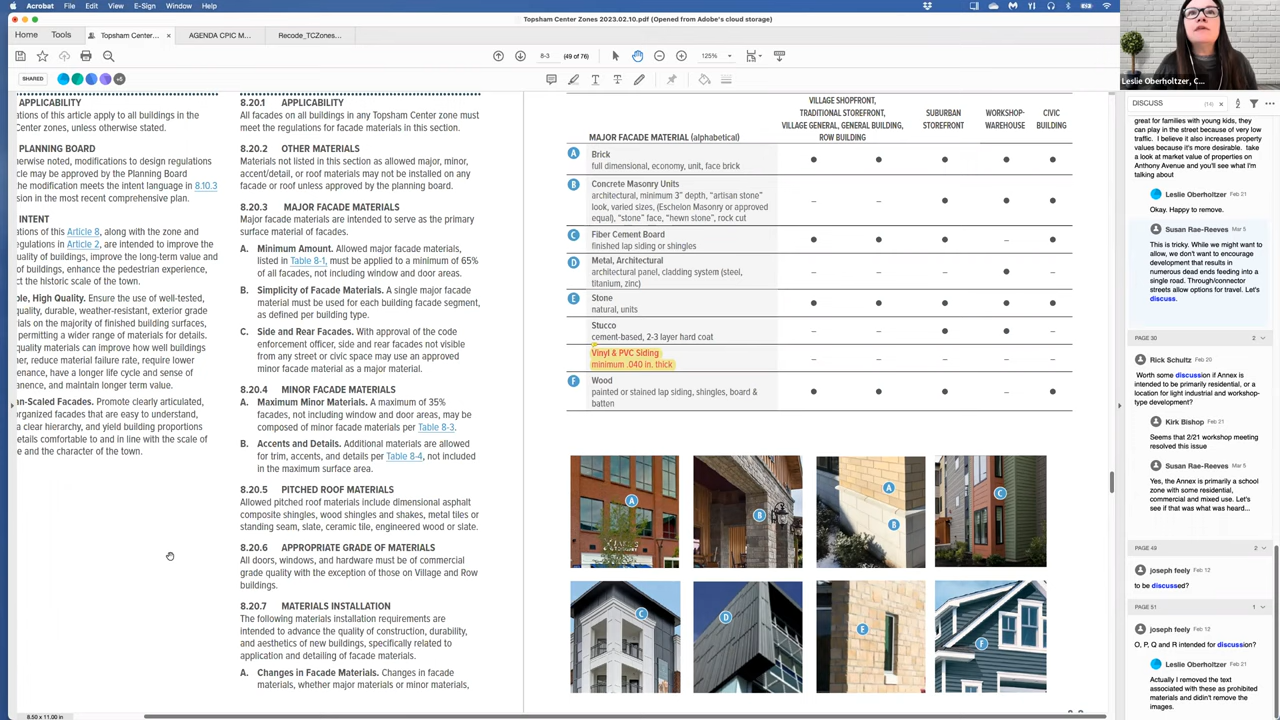 Acrobat File Edit View E-Sign Window Help
Topsham Center Zones 2023.02.10.pdf (Opened from Adobe's cloud storage)
Home Tools Topsham Center... × AGENDA CPIC M... Recode_TCZones...
8-3 (49 of 76) 125%
SHARED +6
APPLICABILITY
ations of this article apply to all buildings in any
Center zones, unless otherwise stated.
PLANNING BOARD
herwise noted, modifications to design regulations
icle may be approved by the Planning Board
the modification meets the intent language in 8.10.3
sion in the most recent comprehensive plan.
INTENT
ations of this Article 8, along with the zone and
egulations in Article 2, are intended to improve the
uality of buildings, improve the long-term value and
of buildings, enhance the pedestrian experience,
ct the historic scale of the town.
ble, High Quality. Ensure the use of well-tested,
quality, durable, weather-resistant, exterior grade
ials on the majority of finished building surfaces,
permitting a wider range of materials for details.
quality materials can improve how well buildings
her, reduce material failure rate, require lower
enance, have a longer life cycle and sense of
anence, and maintain longer term value.
an-Scaled Facades. Promote clearly articulated,
organized facades that are easy to understand,
a clear hierarchy, and yield building proportions
etails comfortable to and in line with the scale of
e and the character of the town.
8.20.1 APPLICABILITY
All facades on all buildings in any Topsham Center zone must
meet the regulations for facade materials in this section.
8.20.2 OTHER MATERIALS
Materials not listed in this section as allowed major, minor,
accent/detail, or roof materials may not be installed on any
facade or roof unless approved by the planning board.
8.20.3 MAJOR FACADE MATERIALS
Major facade materials are intended to serve as the primary
surface material of facades.
A. Minimum Amount. Allowed major facade materials,
listed in Table 8-1, must be applied to a minimum of 65%
of all facades, not including window and door areas.
B. Simplicity of Facade Materials. A single major facade
material must be used for each building facade segment,
as defined per building type.
C. Side and Rear Facades. With approval of the code
enforcement officer, side and rear facades not visible
from any street or civic space may use an approved
minor facade material as a major material.
8.20.4 MINOR FACADE MATERIALS
A. Maximum Minor Materials. A maximum of 35%
facades, not including window and door areas, may be
composed of minor facade materials per Table 8-3.
B. Accents and Details. Additional materials are allowed
for trim, accents, and details per Table 8-4, not included
in the maximum surface area.
8.20.5 PITCHED ROOF MATERIALS
Allowed pitched roof materials include dimensional asphalt
composite shingles, wood shingles and shakes, metal tiles or
standing seam, slate, ceramic tile, engineered wood or slate.
8.20.6 APPROPRIATE GRADE OF MATERIALS
All doors, windows, and hardware must be of commercial
grade quality with the exception of those on Village and Row
buildings.
8.20.7 MATERIALS INSTALLATION
The following materials installation requirements are
intended to advance the quality of construction, durability,
and aesthetics of new buildings, specifically related to
application and detailing of facade materials.
A. Changes in Facade Materials. Changes in facade
materials, whether major materials or minor materials,
MAJOR FACADE MATERIAL (alphabetical)
VILLAGE SHOPFRONT,
TRADITIONAL STOREFRONT,
VILLAGE GENERAL, GENERAL BUILDING,
ROW BUILDING
SUBURBAN
STOREFRONT
WORKSHOP-
WAREHOUSE
CIVIC
BUILDING
A Brick
full dimensional, economy, unit, face brick ● ● ● ● ●
B Concrete Masonry Units
architectural, minimum 3" depth, "artisan stone"
look, varied sizes, (Eschelon Masonry or approved – – ● ● ●
equal), "stone" face, "hewn stone", rock cut
C Fiber Cement Board
finished lap siding or shingles ● ● ● – ●
D Metal, Architectural
architectural panel, cladding system (steel, – – – ● –
titanium, zinc)
E Stone
natural, units ● ● ● ● ●
Stucco
cement-based, 2-3 layer hard coat – – ● ● –
Vinyl & PVC Siding
minimum .040 in. thick – – – – –
F Wood
painted or stained lap siding, shingles, board & ● ● ● – ●
batten
A B A B C
C D E F
8.50 x 11.00 in
Leslie Oberholtzer, C...
DISCUSS × (14)
great for families with young kids, they
can play in the street because of very low
traffic. I believe it also increases property
values because it's more desirable. take
a look at market value of properties on
Anthony Avenue and you'll see what I'm
talking about
Leslie Oberholtzer Feb 21
Okay. Happy to remove.
Susan Rae-Reeves Mar 5
This is tricky. While we might want to
allow, we don't want to encourage
development that results in
numerous dead ends feeding into a
single road. Through/connector
streets allow options for travel. Let's
discuss.
PAGE 30 2
Rick Schultz Feb 20
Worth some discussion if Annex is
intended to be primarily residential, or a
location for light industrial and workshop-
type development?
Kirk Bishop Feb 21
Seems that 2/21 workshop meeting
resolved this issue
Susan Rae-Reeves Mar 5
Yes, the Annex is primarily a school
zone with some residential,
commercial and mixed use. Let's
see if that was what was heard...
PAGE 49 2
joseph feely Feb 12
to be discussed?
PAGE 51 1
joseph feely Feb 12
O, P, Q and R intended for discussion?
Leslie Oberholtzer Feb 21
Actually I removed the text
associated with these as prohibited
materials and didn't remove the
images.